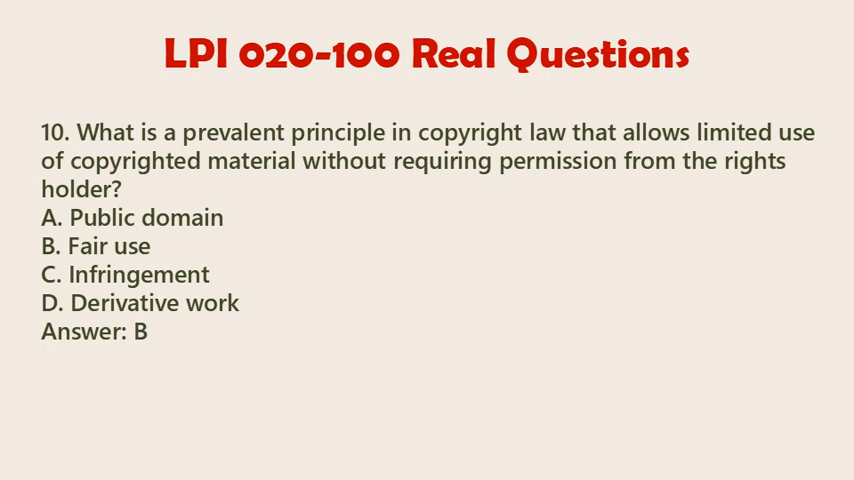 LPI 020-100 Real Questions
10. What is a prevalent principle in copyright law that allows limited use
of copyrighted material without requiring permission from the rights
holder?
A. Public domain
B. Fair use
C. Infringement
D. Derivative work
Answer: B